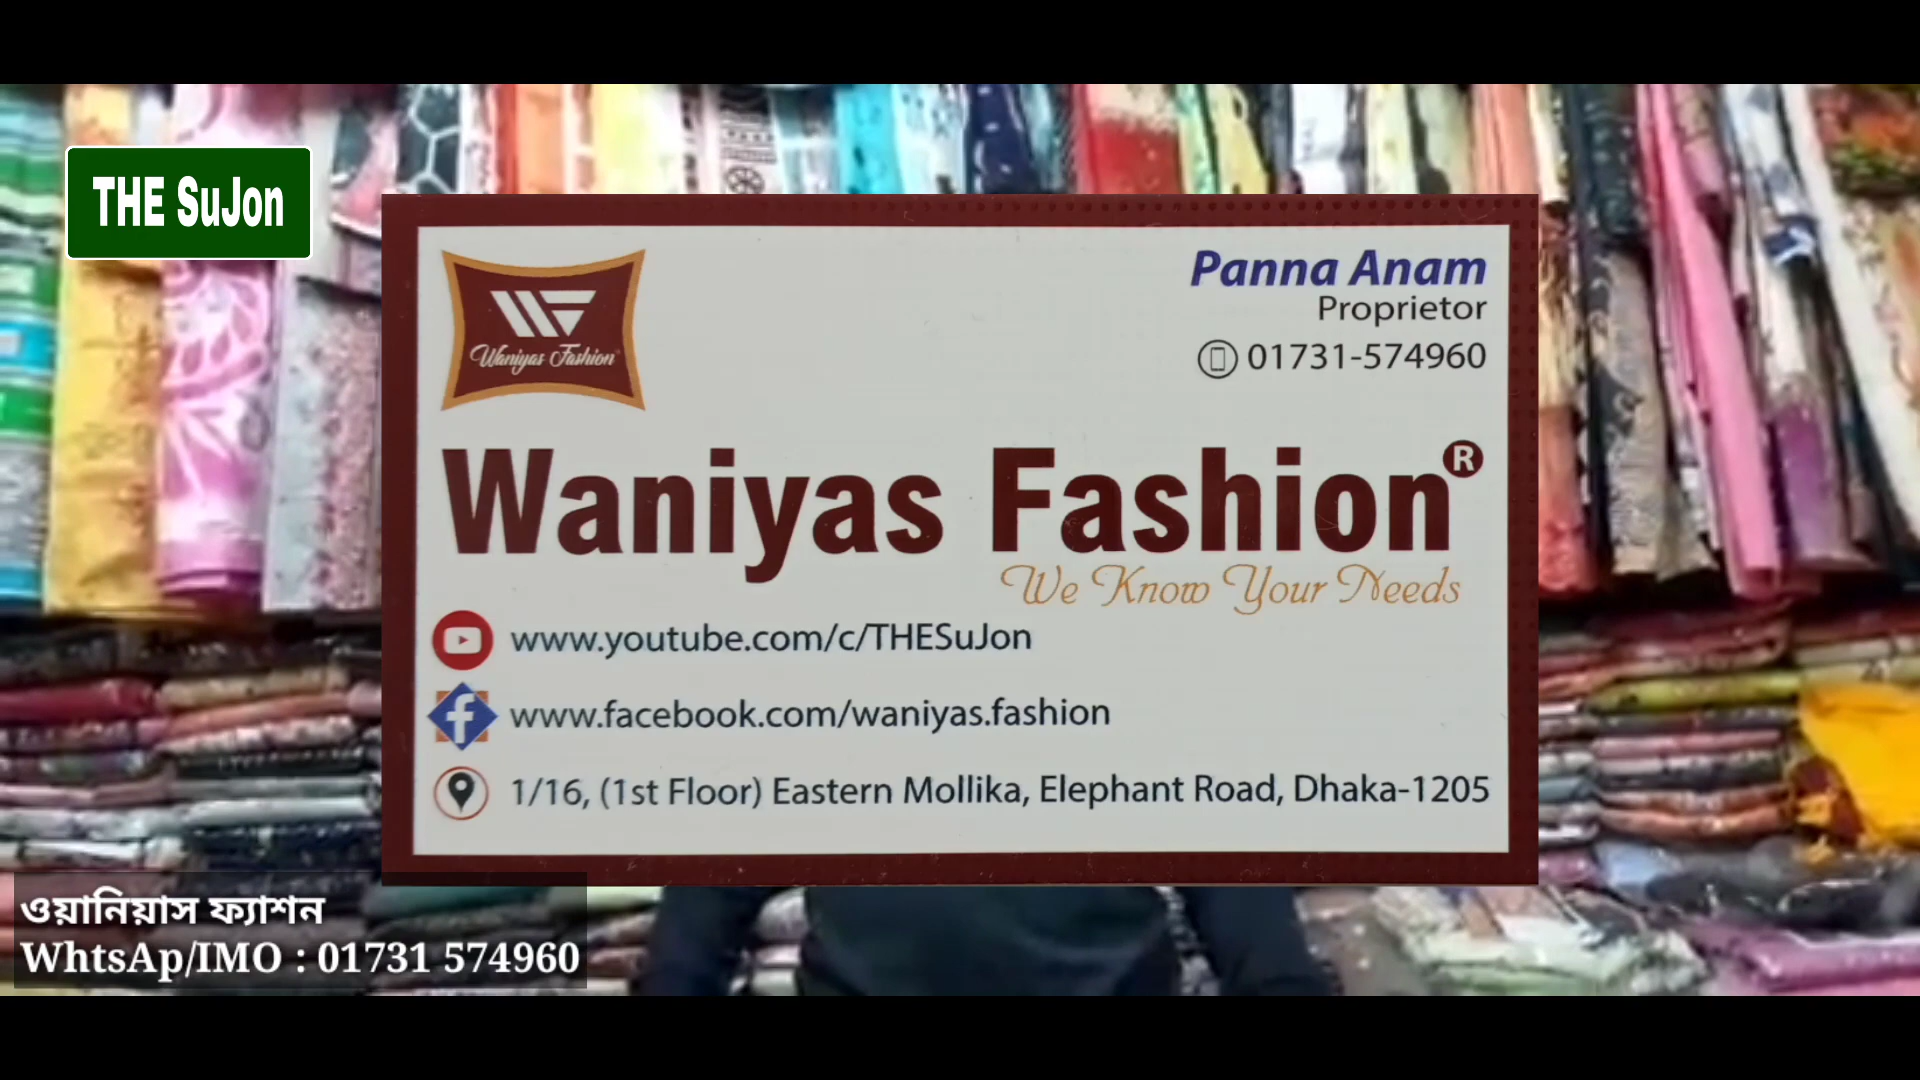 THE SuJon
WF
Waniyas Fashion
Panna Anam
Proprietor
01731-574960
Waniyas Fashion®
We Know Your Needs
www.youtube.com/c/THESuJon
www.facebook.com/waniyas.fashion
1/16, (1st Floor) Eastern Mollika, Elephant Road, Dhaka-1205
ওয়ানিয়াস ফ্যাশন
WhtsAp/IMO : 01731 574960